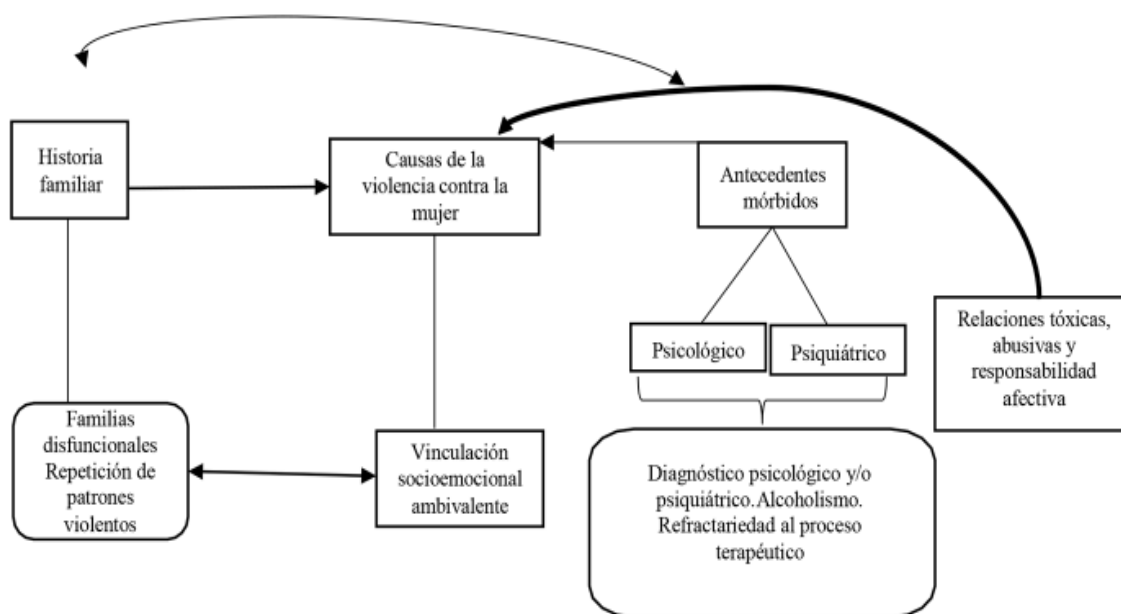 Historia
familiar
Causas de la
violencia contra la
mujer
Antecedentes
mórbidos
Psicológico
Psiquiátrico
Relaciones tóxicas,
abusivas y
responsabilidad
afectiva
Familias
disfuncionales
Repetición de
patrones
violentos
Vinculación
socioemocional
ambivalente
Diagnóstico psicológico y/o
psiquiátrico.Alcoholismo.
Refractariedad al proceso
terapéutico